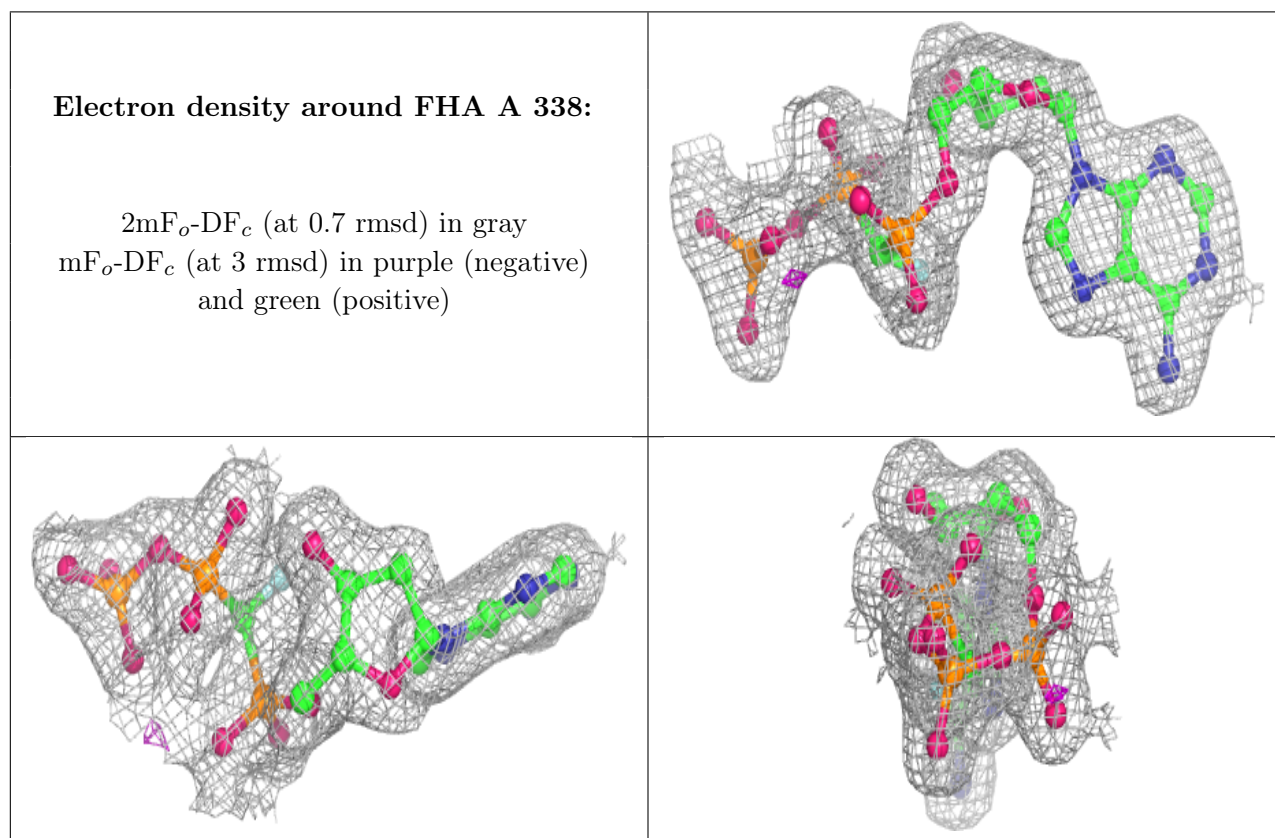 Electron density around FHA A 338:
2mFo-DFc (at 0.7 rmsd) in gray
mFo-DFc (at 3 rmsd) in purple (negative)
and green (positive)